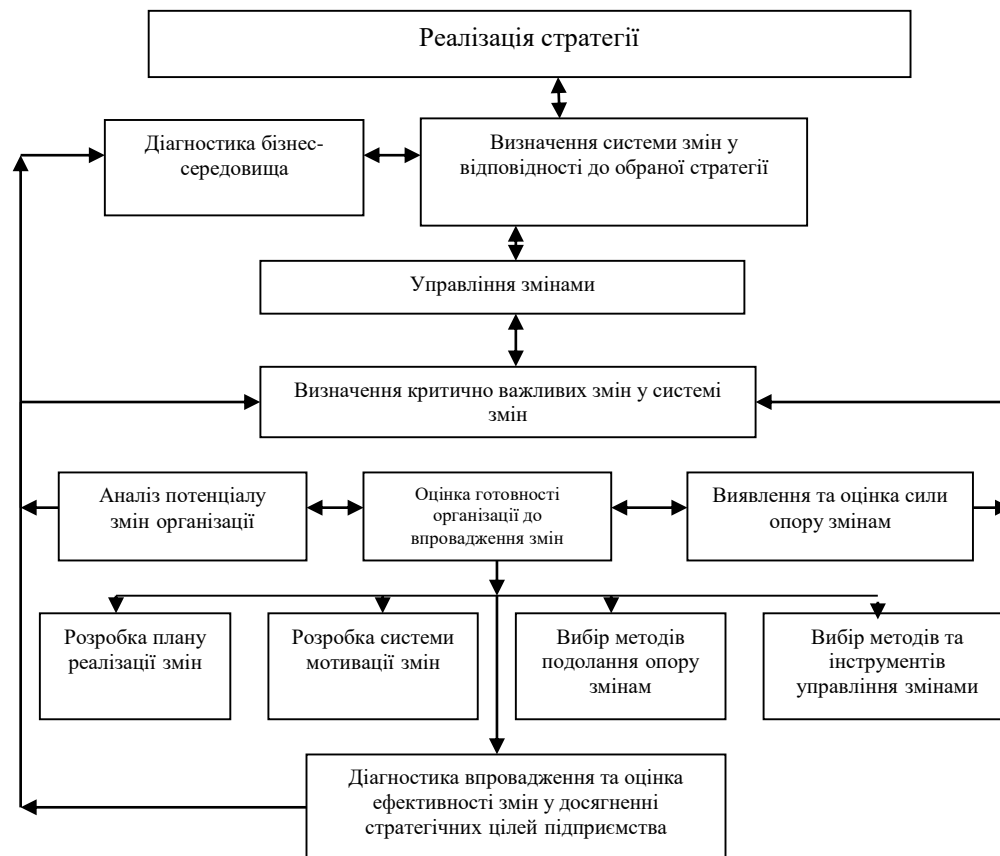 Реалізація стратегії
Діагностика бізнес-
середовища
Визначення системи змін у
відповідності до обраної стратегії
Управління змінами
Визначення критично важливих змін у системі
змін
Аналіз потенціалу
змін організації
Оцінка готовності
організації до
впровадження змін
Виявлення та оцінка сили
опору змінам
Розробка плану
реалізації змін
Розробка системи
мотивації змін
Вибір методів
подолання опору
змінам
Вибір методів та
інструментів
управління змінами
Діагностика впровадження та оцінка
ефективності змін у досягненні
стратегічних цілей підприємства